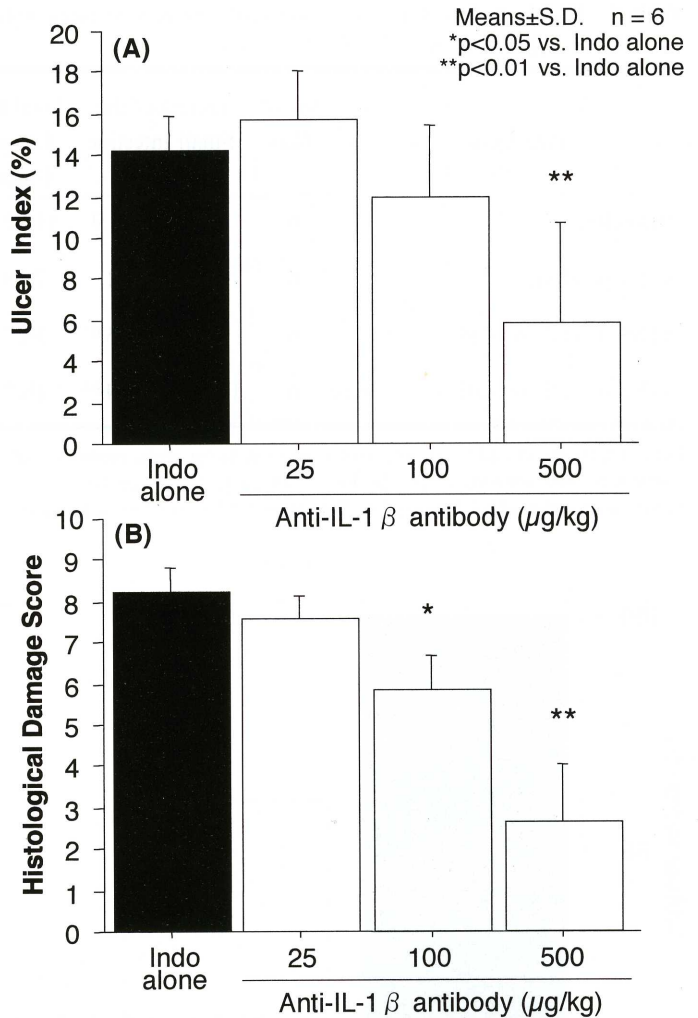 Means±S.D. n = 6
*p<0.05 vs. Indo alone
**p<0.01 vs. Indo alone
(A)
Ulcer Index (%)
20
18
16
14
12
10
8
6
4
2
0
**
Indo alone
25
100
500
Anti-IL-1 β antibody (µg/kg)
(B)
Histological Damage Score
10
9
8
7
6
5
4
3
2
1
0
*
**
Indo alone
25
100
500
Anti-IL-1 β antibody (µg/kg)